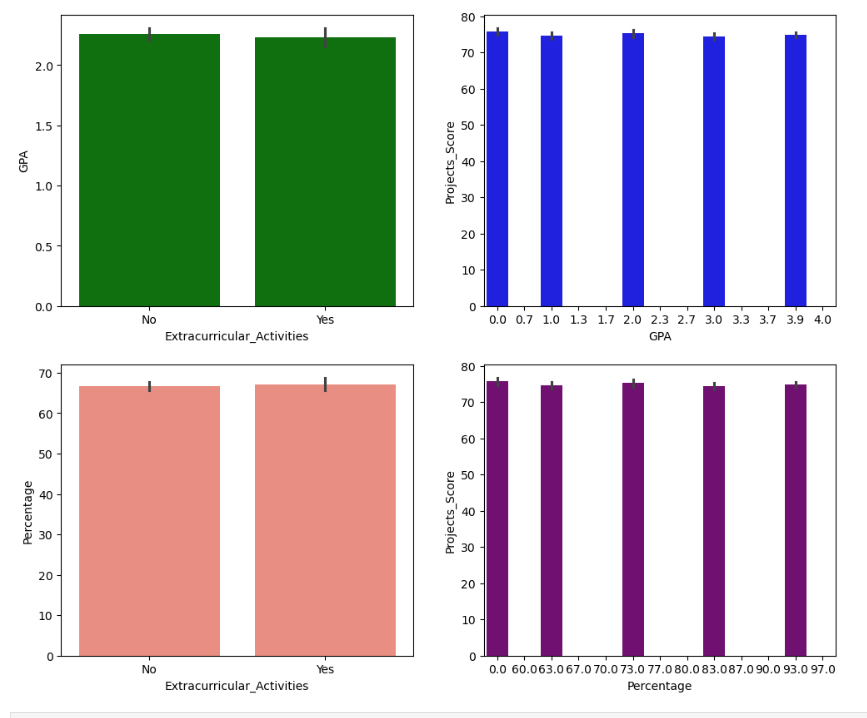 GPA
2.0
1.5
1.0
0.5
0.0
No Yes
Extracurricular_Activities
Projects_Score
80
70
60
50
40
30
20
10
0
0.0 0.7 1.0 1.3 1.7 2.0 2.3 2.7 3.0 3.3 3.7 3.9 4.0
GPA
Percentage
70
60
50
40
30
20
10
0
No Yes
Extracurricular_Activities
Projects_Score
80
70
60
50
40
30
20
10
0
0.0 60.0 63.0 67.0 70.0 73.0 77.0 80.0 83.0 87.0 90.0 93.0 97.0
Percentage